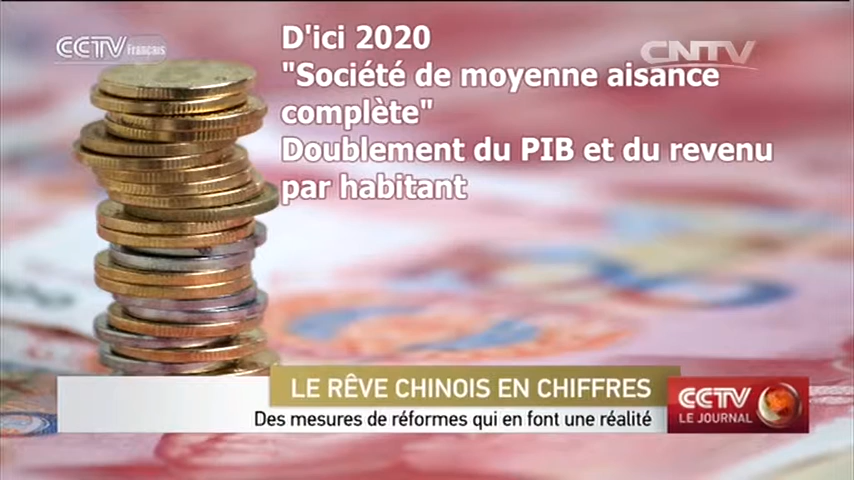 CCTV Français
CNTV
D'ici 2020
"Société de moyenne aisance
complète"
Doublement du PIB et du revenu
par habitant
LE RÊVE CHINOIS EN CHIFFRES
Des mesures de réformes qui en font une réalité
CCTV
LE JOURNAL